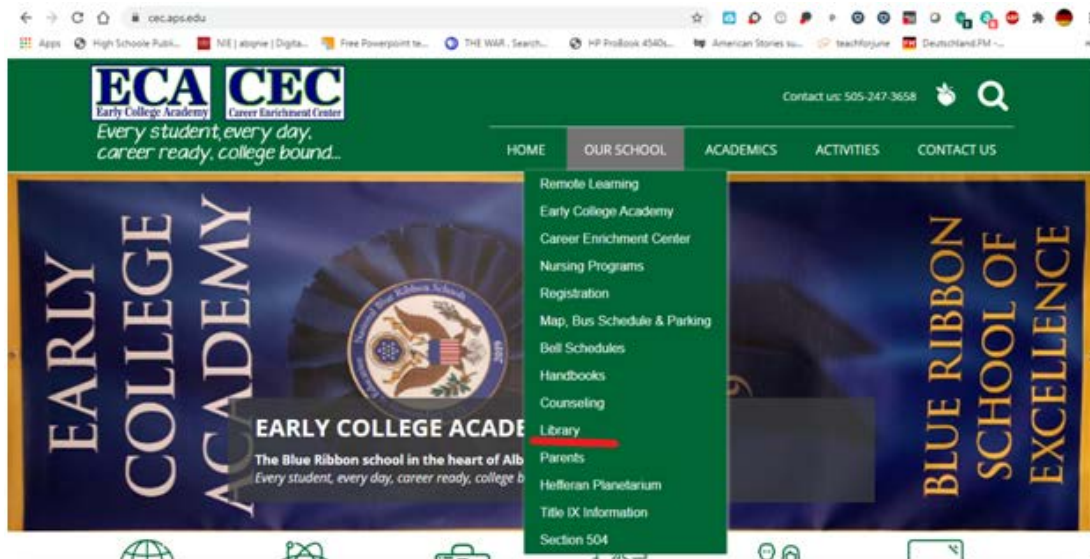 cec.aps.edu
Apps High Schoole Publi... NIE | abqnie | Digita... Free Powerpoint te... THE WAR . Search... HP ProBook 4540s... American Stories su... teachforjune Deutschland.FM -...
ECA CEC
Early College Academy Career Enrichment Center
Every student, every day,
career ready, college bound...
Contact us: 505-247-3658
HOME OUR SCHOOL ACADEMICS ACTIVITIES CONTACT US
Remote Learning
Early College Academy
Career Enrichment Center
Nursing Programs
Registration
Map, Bus Schedule & Parking
Bell Schedules
Handbooks
Counseling
Library
Parents
Hefferan Planetarium
Title IX Information
Section 504
EARLY
COLLEGE
ACADEMY
National Blue Ribbon Schools
2019
BLUE RIBBON
SCHOOL OF
EXCELLENCE
EARLY COLLEGE ACADE
The Blue Ribbon school in the heart of Alb
Every student, every day, career ready, college b